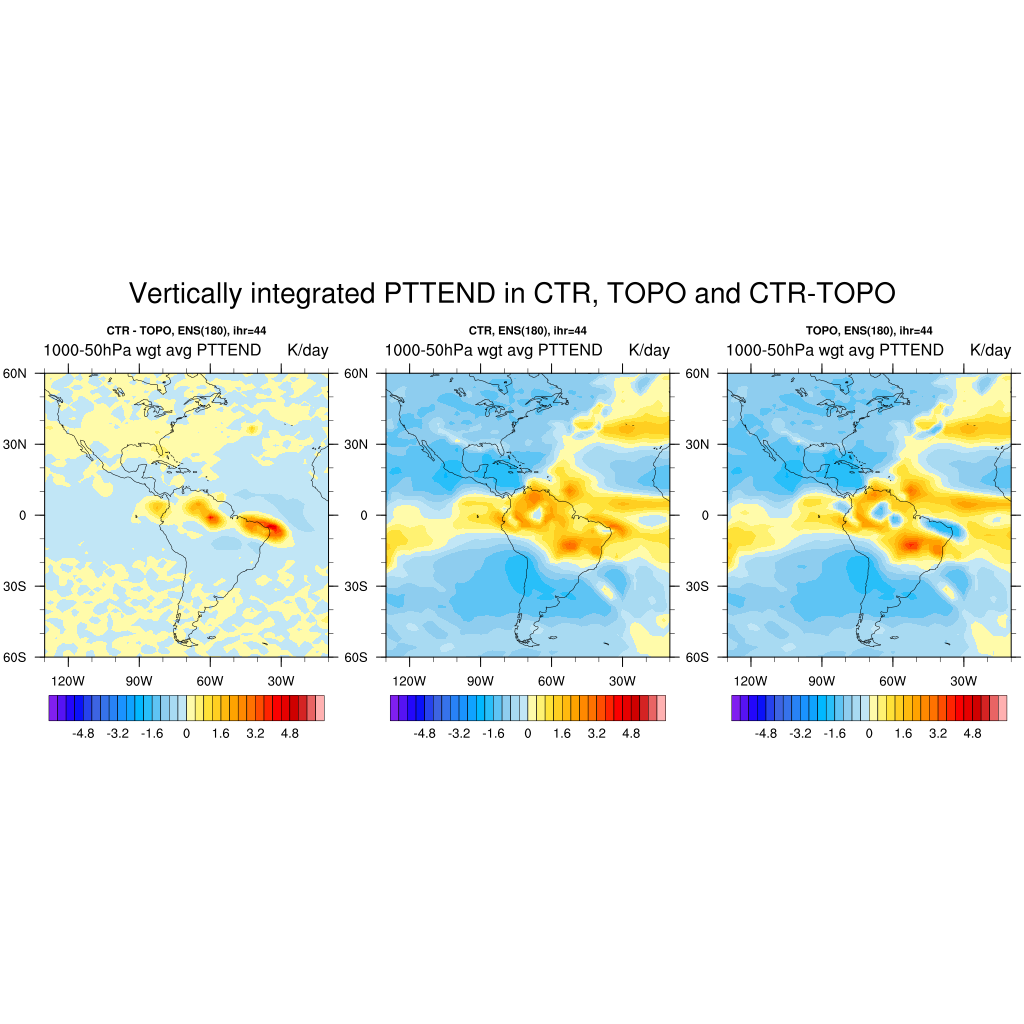 Vertically integrated PTTEND in CTR, TOPO and CTR-TOPO
CTR - TOPO, ENS(180), ihr=44
1000-50hPa wgt avg PTTEND K/day
60N
30N
0
30S
60S
120W 90W 60W 30W
-4.8 -3.2 -1.6 0 1.6 3.2 4.8
CTR, ENS(180), ihr=44
1000-50hPa wgt avg PTTEND K/day
60N
30N
0
30S
60S
120W 90W 60W 30W
-4.8 -3.2 -1.6 0 1.6 3.2 4.8
TOPO, ENS(180), ihr=44
1000-50hPa wgt avg PTTEND K/day
60N
30N
0
30S
60S
120W 90W 60W 30W
-4.8 -3.2 -1.6 0 1.6 3.2 4.8